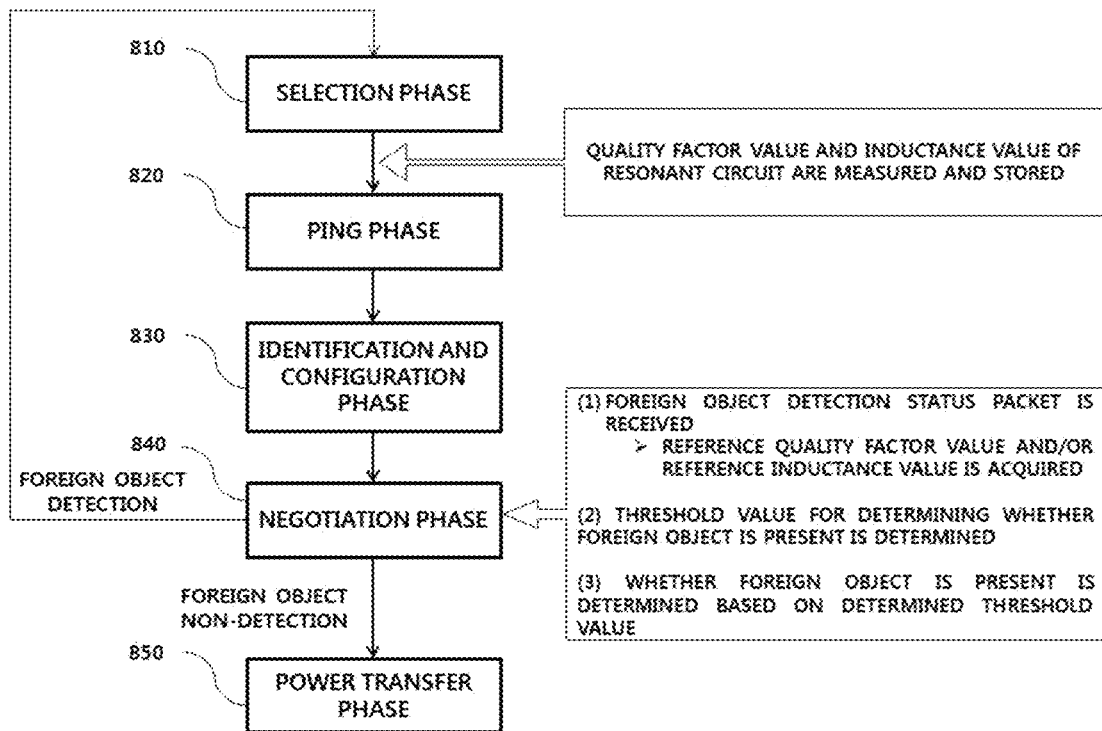 810
SELECTION PHASE
QUALITY FACTOR VALUE AND INDUCTANCE VALUE OF
RESONANT CIRCUIT ARE MEASURED AND STORED
820
PING PHASE
830
IDENTIFICATION AND
CONFIGURATION
PHASE
(1) FOREIGN OBJECT DETECTION STATUS PACKET IS
RECEIVED
➢ REFERENCE QUALITY FACTOR VALUE AND/OR
REFERENCE INDUCTANCE VALUE IS ACQUIRED
(2) THRESHOLD VALUE FOR DETERMINING WHETHER
FOREIGN OBJECT IS PRESENT IS DETERMINED
(3) WHETHER FOREIGN OBJECT IS PRESENT IS
DETERMINED BASED ON DETERMINED THRESHOLD
VALUE
840
FOREIGN OBJECT
DETECTION
NEGOTIATION PHASE
FOREIGN OBJECT
NON-DETECTION
850
POWER TRANSFER
PHASE